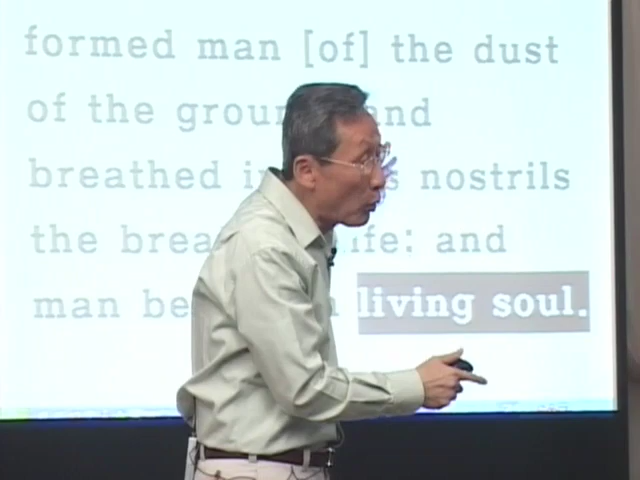 formed man [of] the dust
of the and
breathed nostrils
the and
man living soul.